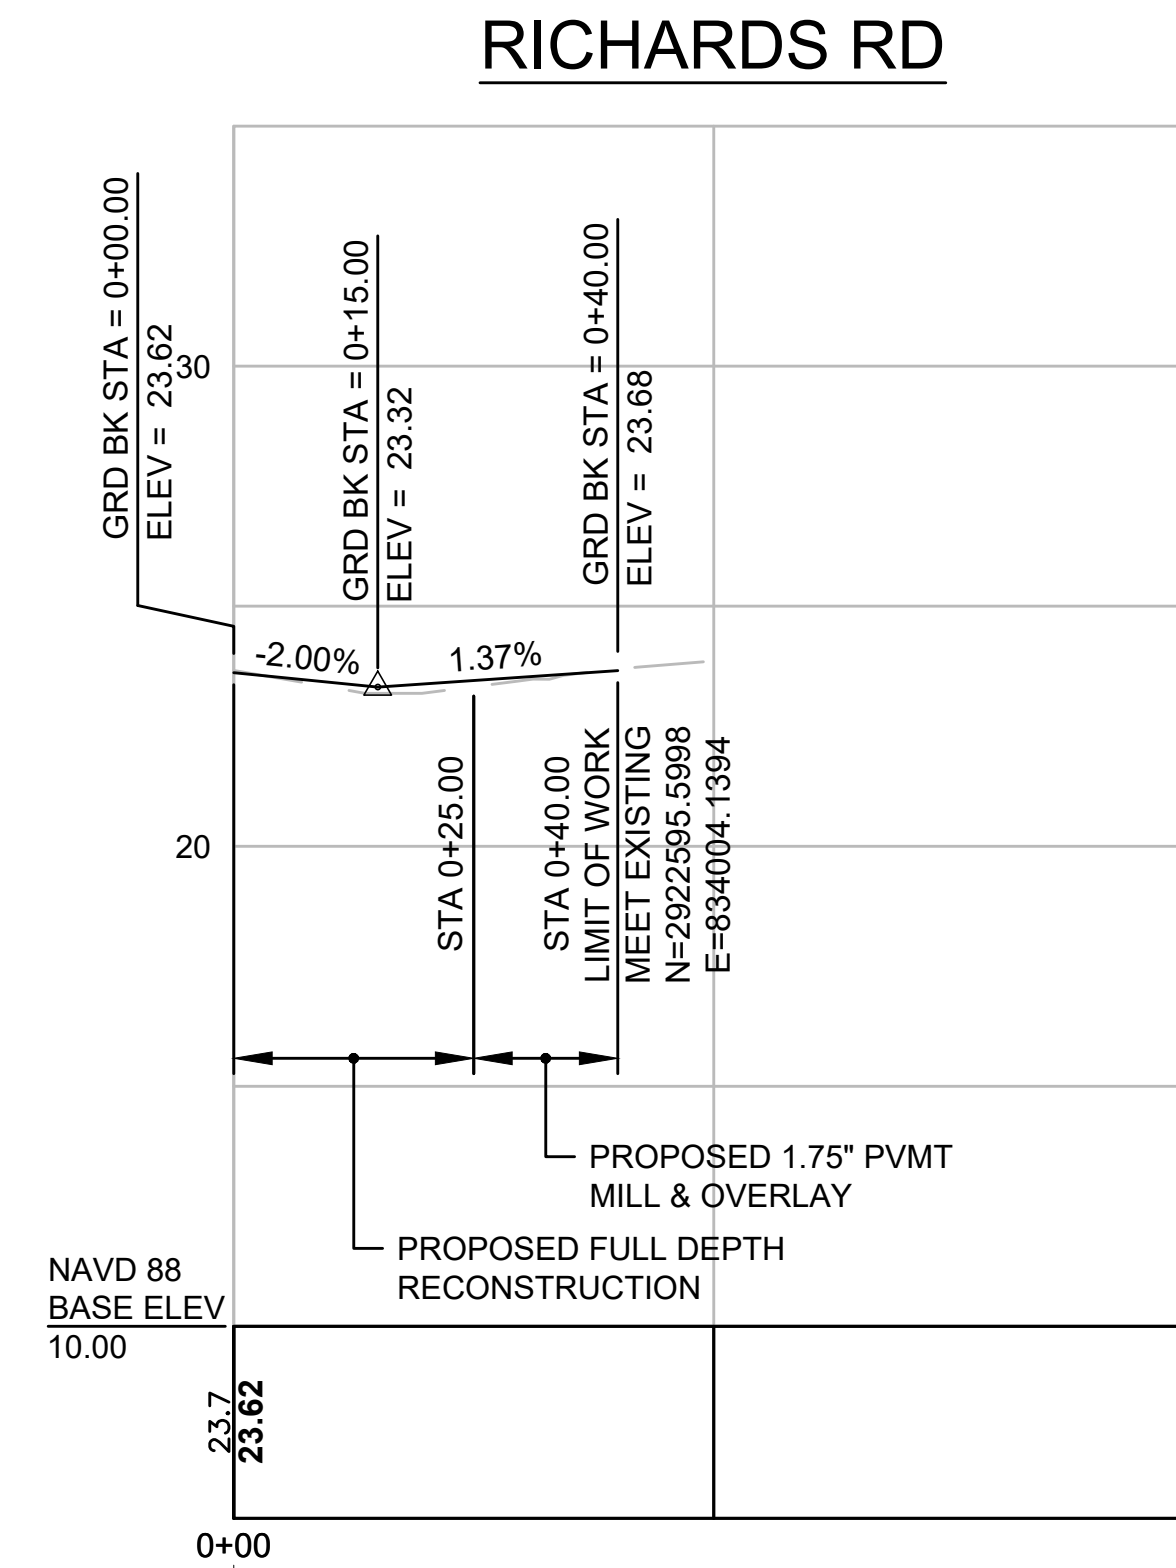 RICHARDS RD
GRD BK STA = 0+00.00
ELEV = 23.62
GRD BK STA = 0+15.00
ELEV = 23.32
GRD BK STA = 0+40.00
ELEV = 23.68
30
-2.00%
1.37%
20
STA 0+25.00
STA 0+40.00
LIMIT OF WORK
MEET EXISTING
N=2922595.5998
E=834004.1394
PROPOSED 1.75" PVMT
MILL & OVERLAY
PROPOSED FULL DEPTH
RECONSTRUCTION
NAVD 88
BASE ELEV
10.00
23.7
23.62
0+00